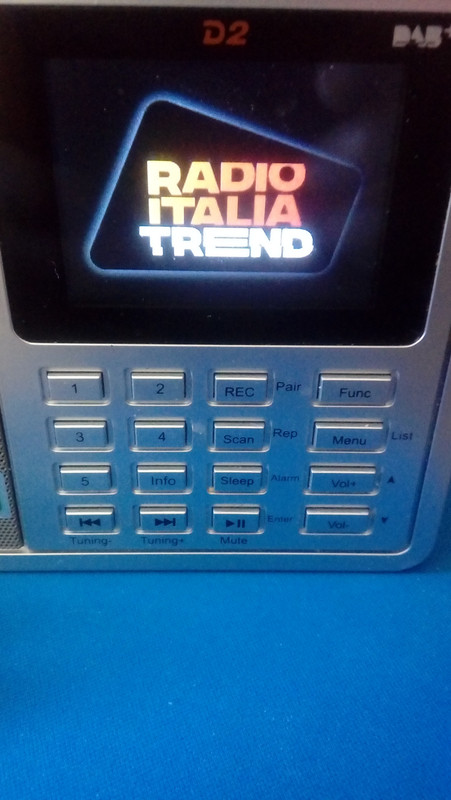 D2 DAB+
RADIO
ITALIA
TREND
1 2 REC Pair Func
3 4 Scan Rep Menu List
5 Info Sleep Alarm Vol+
Enter Vol-
Tuning- Tuning+ Mute